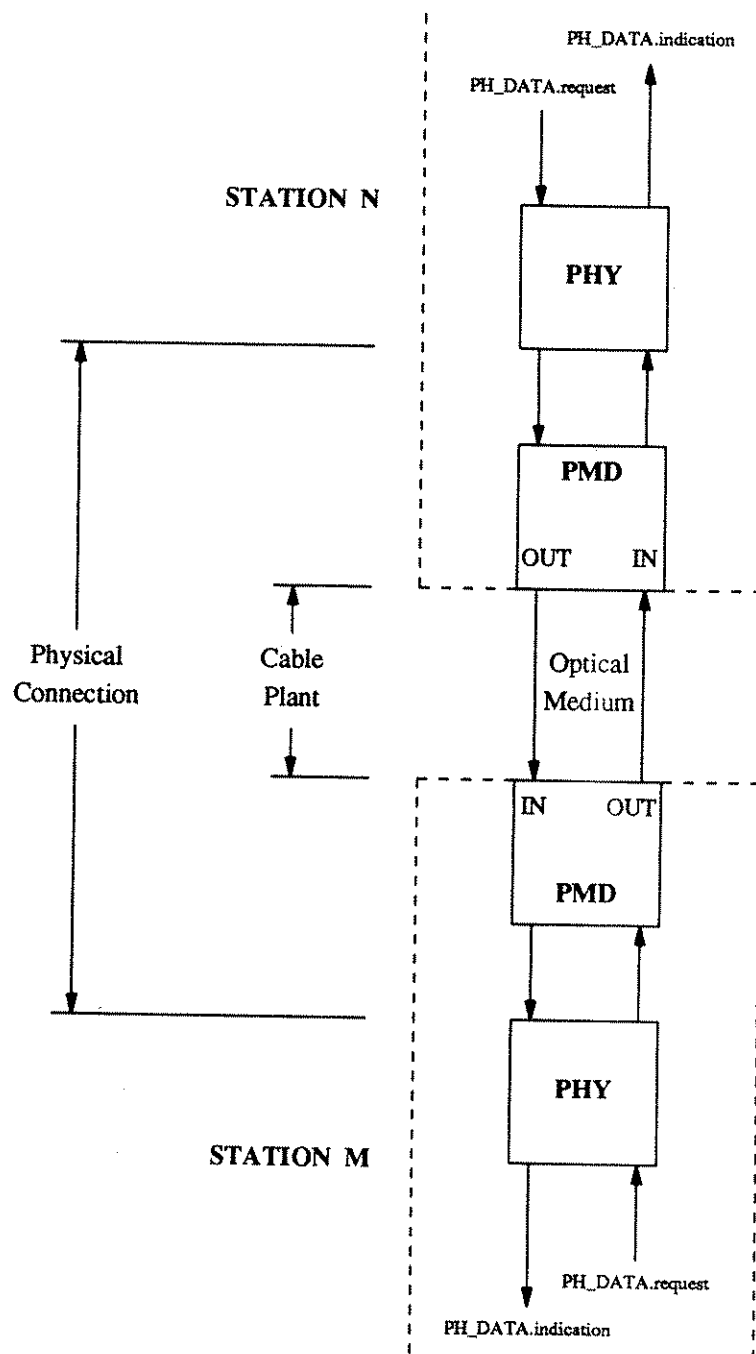 PH_DATA.indication
PH_DATA.request
STATION N
PHY
PMD
OUT IN
Physical
Connection
Cable
Plant
Optical
Medium
IN OUT
PMD
PHY
STATION M
PH_DATA.request
PH_DATA.indication